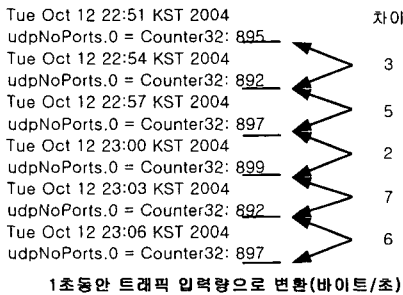 Tue Oct 12 22:51 KST 2004 차이
udpNoPorts.0 = Counter32: 895
Tue Oct 12 22:54 KST 2004 3
udpNoPorts.0 = Counter32: 892
Tue Oct 12 22:57 KST 2004 5
udpNoPorts.0 = Counter32: 897
Tue Oct 12 23:00 KST 2004 2
udpNoPorts.0 = Counter32: 899
Tue Oct 12 23:03 KST 2004 7
udpNoPorts.0 = Counter32: 892
Tue Oct 12 23:06 KST 2004 6
udpNoPorts.0 = Counter32: 897
1초동안 트래픽 입력량으로 변환(바이트/초)